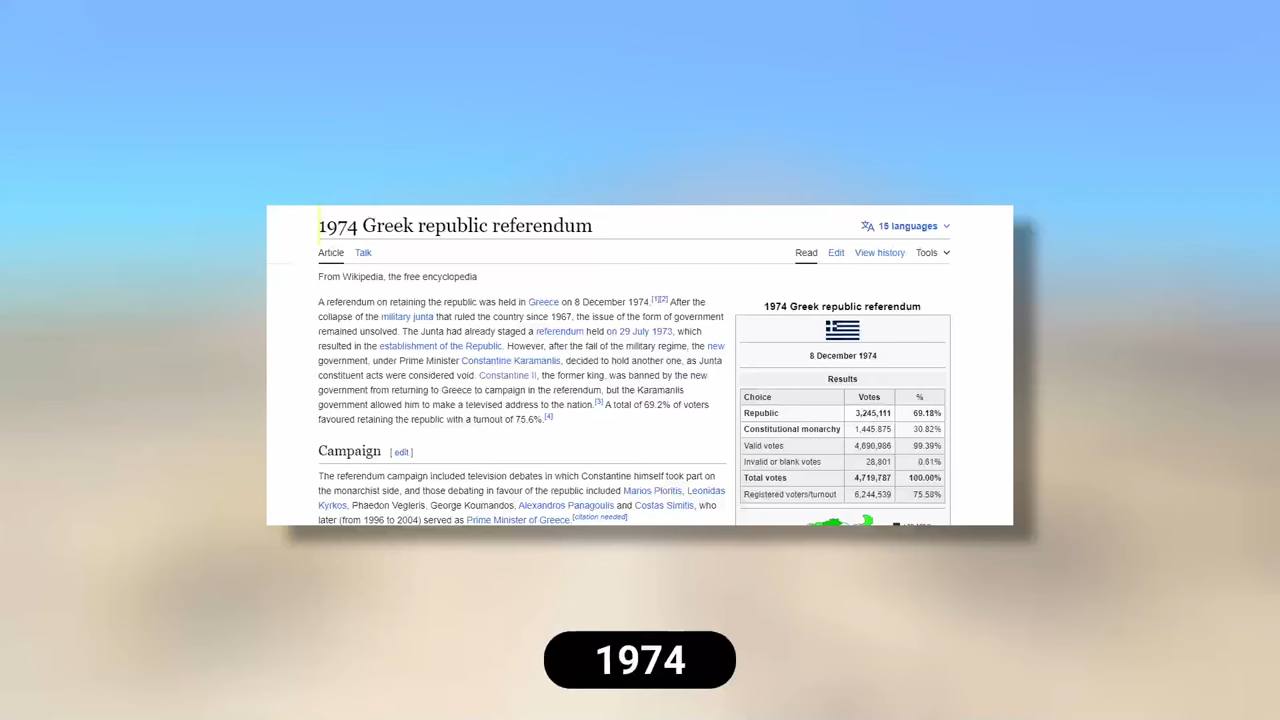 1974 Greek republic referendum
15 languages
Article Talk
Read Edit View history Tools
From Wikipedia, the free encyclopedia
A referendum on retaining the republic was held in Greece on 8 December 1974.[1][2] After the
collapse of the military junta that ruled the country since 1967, the issue of the form of government
remained unsolved. The Junta had already staged a referendum held on 29 July 1973, which
resulted in the establishment of the Republic. However, after the fall of the military regime, the new
government, under Prime Minister Constantine Karamanlis, decided to hold another one, as Junta
constituent acts were considered void. Constantine II, the former king, was banned by the new
government from returning to Greece to campaign in the referendum, but the Karamanlis
government allowed him to make a televised address to the nation.[3] A total of 69.2% of voters
favoured retaining the republic with a turnout of 75.6%.[4]
Campaign [ edit ]
The referendum campaign included television debates in which Constantine himself took part on
the monarchist side, and those debating in favour of the republic included Marios Ploritis, Leonidas
Kyrkos, Phaedon Vegleris, George Koumandos, Alexandros Panagoulis and Costas Simitis, who
later (from 1996 to 2004) served as Prime Minister of Greece.[citation needed]
1974 Greek republic referendum
8 December 1974
Results
Choice Votes %
Republic 3,245,111 69.18%
Constitutional monarchy 1,445,875 30.82%
Valid votes 4,690,986 99.39%
Invalid or blank votes 28,801 0.61%
Total votes 4,719,787 100.00%
Registered voters/turnout 6,244,539 75.58%
1974